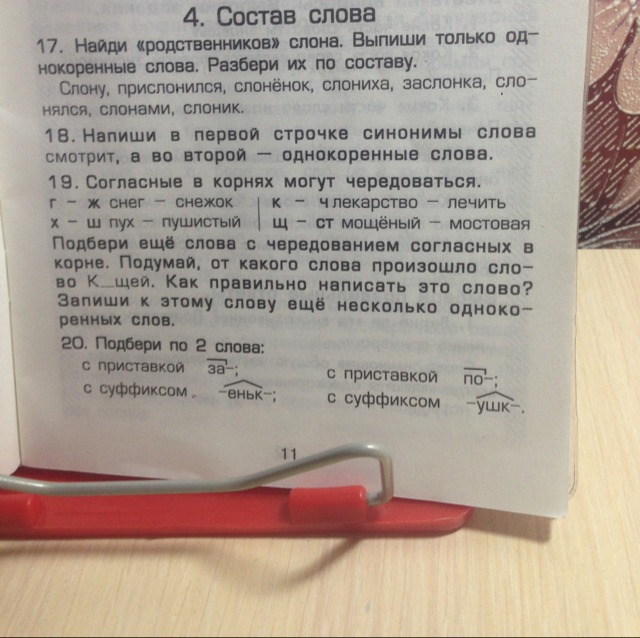 4. Состав слова
17. Найди «родственников» слона. Выпиши только од-
нокоренные слова. Разбери их по составу.
Слону, прислонился, слонёнок, слониха, заслонка, сло-
нялся, слонами, слоник.
18. Напиши в первой строчке синонимы слова
смотрит, а во второй – однокоренные слова.
19. Согласные в корнях могут чередоваться.
г – ж снег – снежок | к – ч лекарство – лечить
х – ш пух – пушистый | щ – ст мощёный – мостовая
Подбери ещё слова с чередованием согласных в
корне. Подумай, от какого слова произошло сло-
во К_щей. Как правильно написать это слово?
Запиши к этому слову ещё несколько одноко-
ренных слов.
20. Подбери по 2 слова:
с приставкой за-; с приставкой по-;
с суффиксом -еньк-; с суффиксом -ушк-.
11